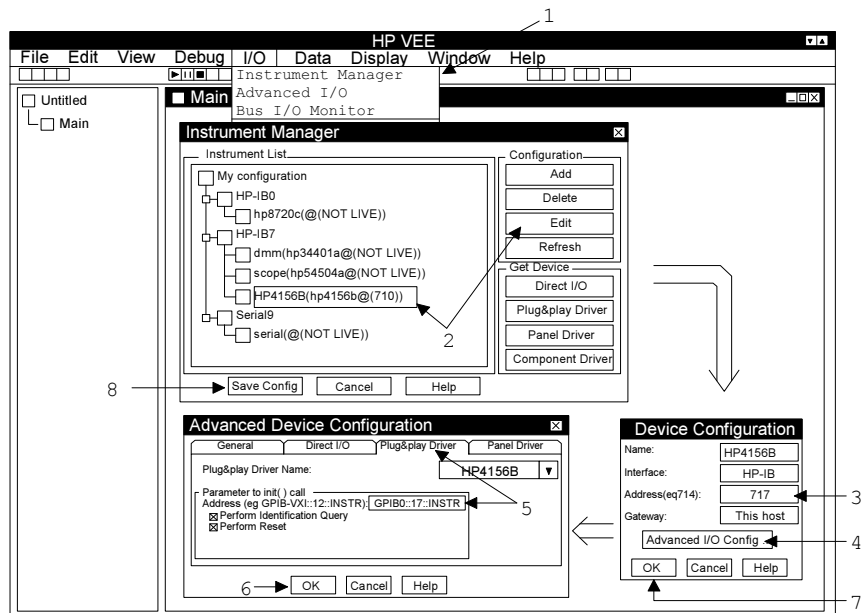 1
HP VEE
File Edit View Debug I/O Data Display Window Help
Instrument Manager
Advanced I/O
Bus I/O Monitor
Untitled
Main
Main
Instrument Manager
Instrument List
My configuration
HP-IB0
hp8720c(@(NOT LIVE))
HP-IB7
dmm(hp34401a@(NOT LIVE))
scope(hp54504a@(NOT LIVE))
HP4156B(hp4156b@(710))
Serial9
serial(@(NOT LIVE))
Configuration
Add
Delete
Edit
Refresh
Get Device
Direct I/O
Plug&play Driver
Panel Driver
Component Driver
2
8
Save Config Cancel Help
Advanced Device Configuration
General Direct I/O Plug&play Driver Panel Driver
Plug&play Driver Name: HP4156B
Parameter to init( ) call
Address (eg GPIB-VXI::12::INSTR): GPIB0::17::INSTR
Perform Identification Query
Perform Reset
5
6
OK Cancel Help
Device Configuration
Name: HP4156B
Interface: HP-IB
Address(eq714): 717
3
Gateway: This host
Advanced I/O Config .
4
OK Cancel Help
7